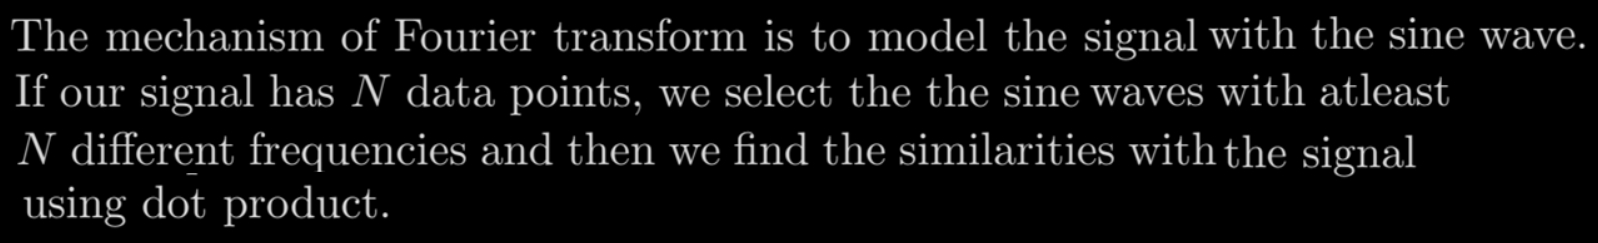 The mechanism of Fourier transform is to model the signal with the sine wave.
If our signal has N data points, we select the the sine waves with atleast
N different frequencies and then we find the similarities with the signal
using dot product.